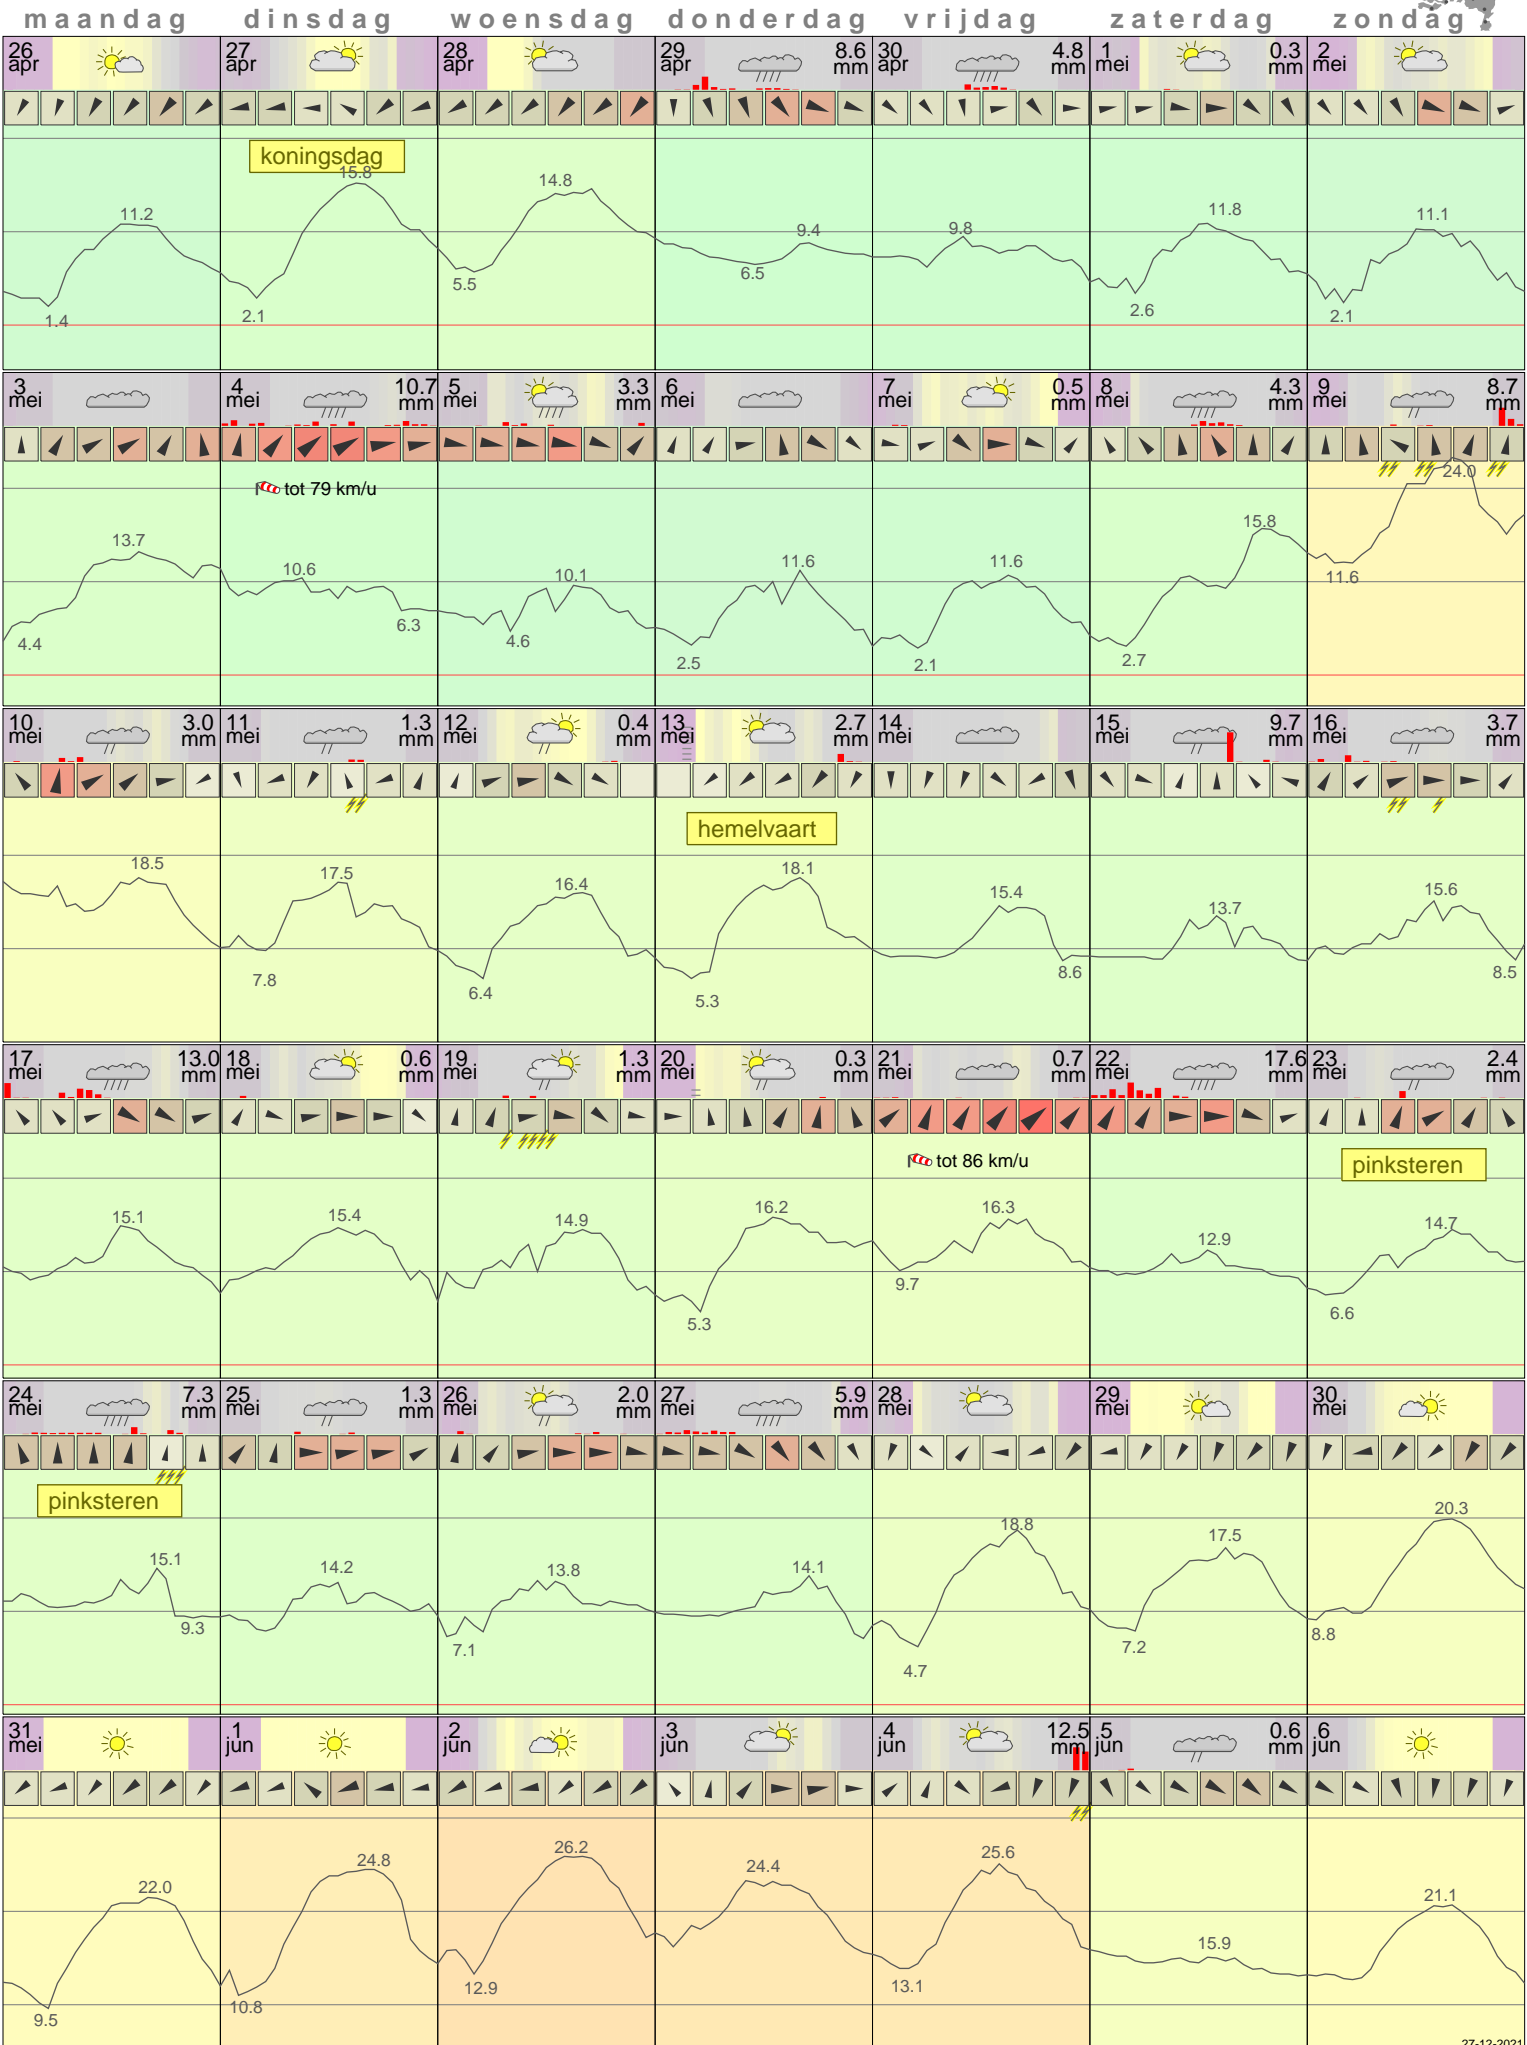 maandag dinsdag woensdag donderdag vrijdag zaterdag zondag
26 apr 27 apr 28 apr 29 apr 8.6 mm 30 apr 4.8 mm 1 mei 0.3 mm 2 mei
koningsdag
11.2 15.8 14.8 9.4 9.8 11.8 11.1
1.4 2.1 5.5 6.5 2.6 2.1
3 mei 4 mei 10.7 mm 5 mei 3.3 mm 6 mei 7 mei 0.5 mm 8 mei 4.3 mm 9 mei 8.7 mm
tot 79 km/u
13.7 10.6 10.1 11.6 11.6 15.8 24.0
4.4 6.3 4.6 2.5 2.1 2.7 11.6
10 mei 3.0 mm 11 mei 1.3 mm 12 mei 0.4 mm 13 mei 2.7 mm 14 mei 15 mei 9.7 mm 16 mei 3.7 mm
hemelvaart
18.5 17.5 16.4 18.1 15.4 13.7 15.6
7.8 6.4 5.3 8.6 8.5
17 mei 13.0 mm 18 mei 0.6 mm 19 mei 1.3 mm 20 mei 0.3 mm 21 mei 0.7 mm 22 mei 17.6 mm 23 mei 2.4 mm
tot 86 km/u pinksteren
15.1 15.4 14.9 16.2 16.3 12.9 14.7
5.3 9.7 6.6
24 mei 7.3 mm 25 mei 1.3 mm 26 mei 2.0 mm 27 mei 5.9 mm 28 mei 29 mei 30 mei
pinksteren
15.1 14.2 13.8 14.1 18.8 17.5 20.3
9.3 7.1 4.7 7.2 8.8
31 mei 1 jun 2 jun 3 jun 4 jun 12.5 mm 5 jun 0.6 mm 6 jun
22.0 24.8 26.2 24.4 25.6 15.9 21.1
9.5 10.8 12.9 13.1
27-12-2021